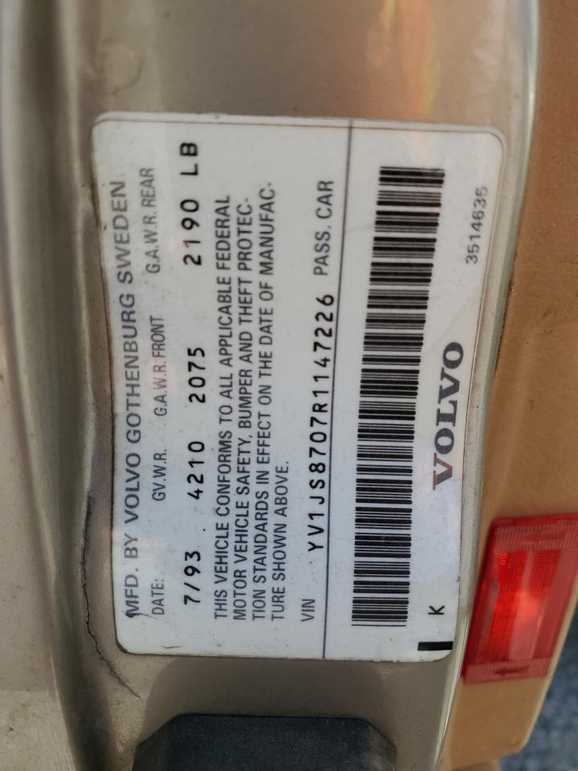 MFD. BY VOLVO GOTHENBURG SWEDEN
DATE: GV.W.R. G.A.W.R. FRONT G.A.W.R. REAR
7/93 4210 2075 2190 LB
THIS VEHICLE CONFORMS TO ALL APPLICABLE FEDERAL
MOTOR VEHICLE SAFETY, BUMPER AND THEFT PROTEC-
TION STANDARDS IN EFFECT ON THE DATE OF MANUFAC-
TURE SHOWN ABOVE.
VIN YV1JS8707R1147226 PASS. CAR
K VOLVO 3514635